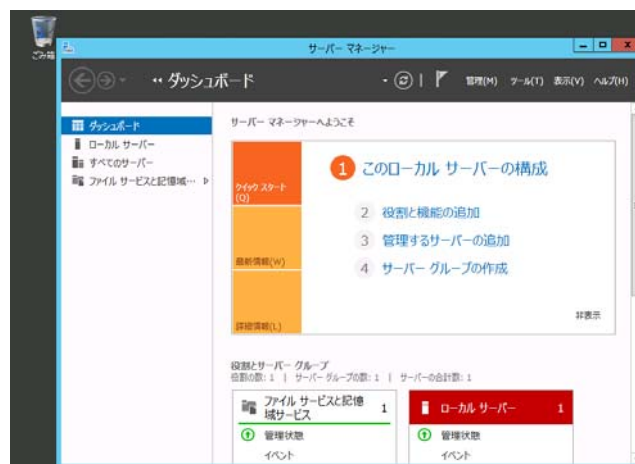 ごみ箱
サーバー マネージャー
ダッシュボード
管理(M) ツール(T) 表示(V) ヘルプ(H)
ダッシュボード
ローカル サーバー
すべてのサーバー
ファイル サービスと記憶域…
サーバー マネージャーへようこそ
クイック スタート(Q)
最新情報(W)
詳細情報(L)
1 このローカル サーバーの構成
2 役割と機能の追加
3 管理するサーバーの追加
4 サーバー グループの作成
非表示
役割とサーバー グループ
役割の数: 1 | サーバー グループの数: 1 | サーバーの合計数: 1
ファイル サービスと記憶
域サービス
1
管理状態
イベント
ローカル サーバー 1
管理状態
イベント